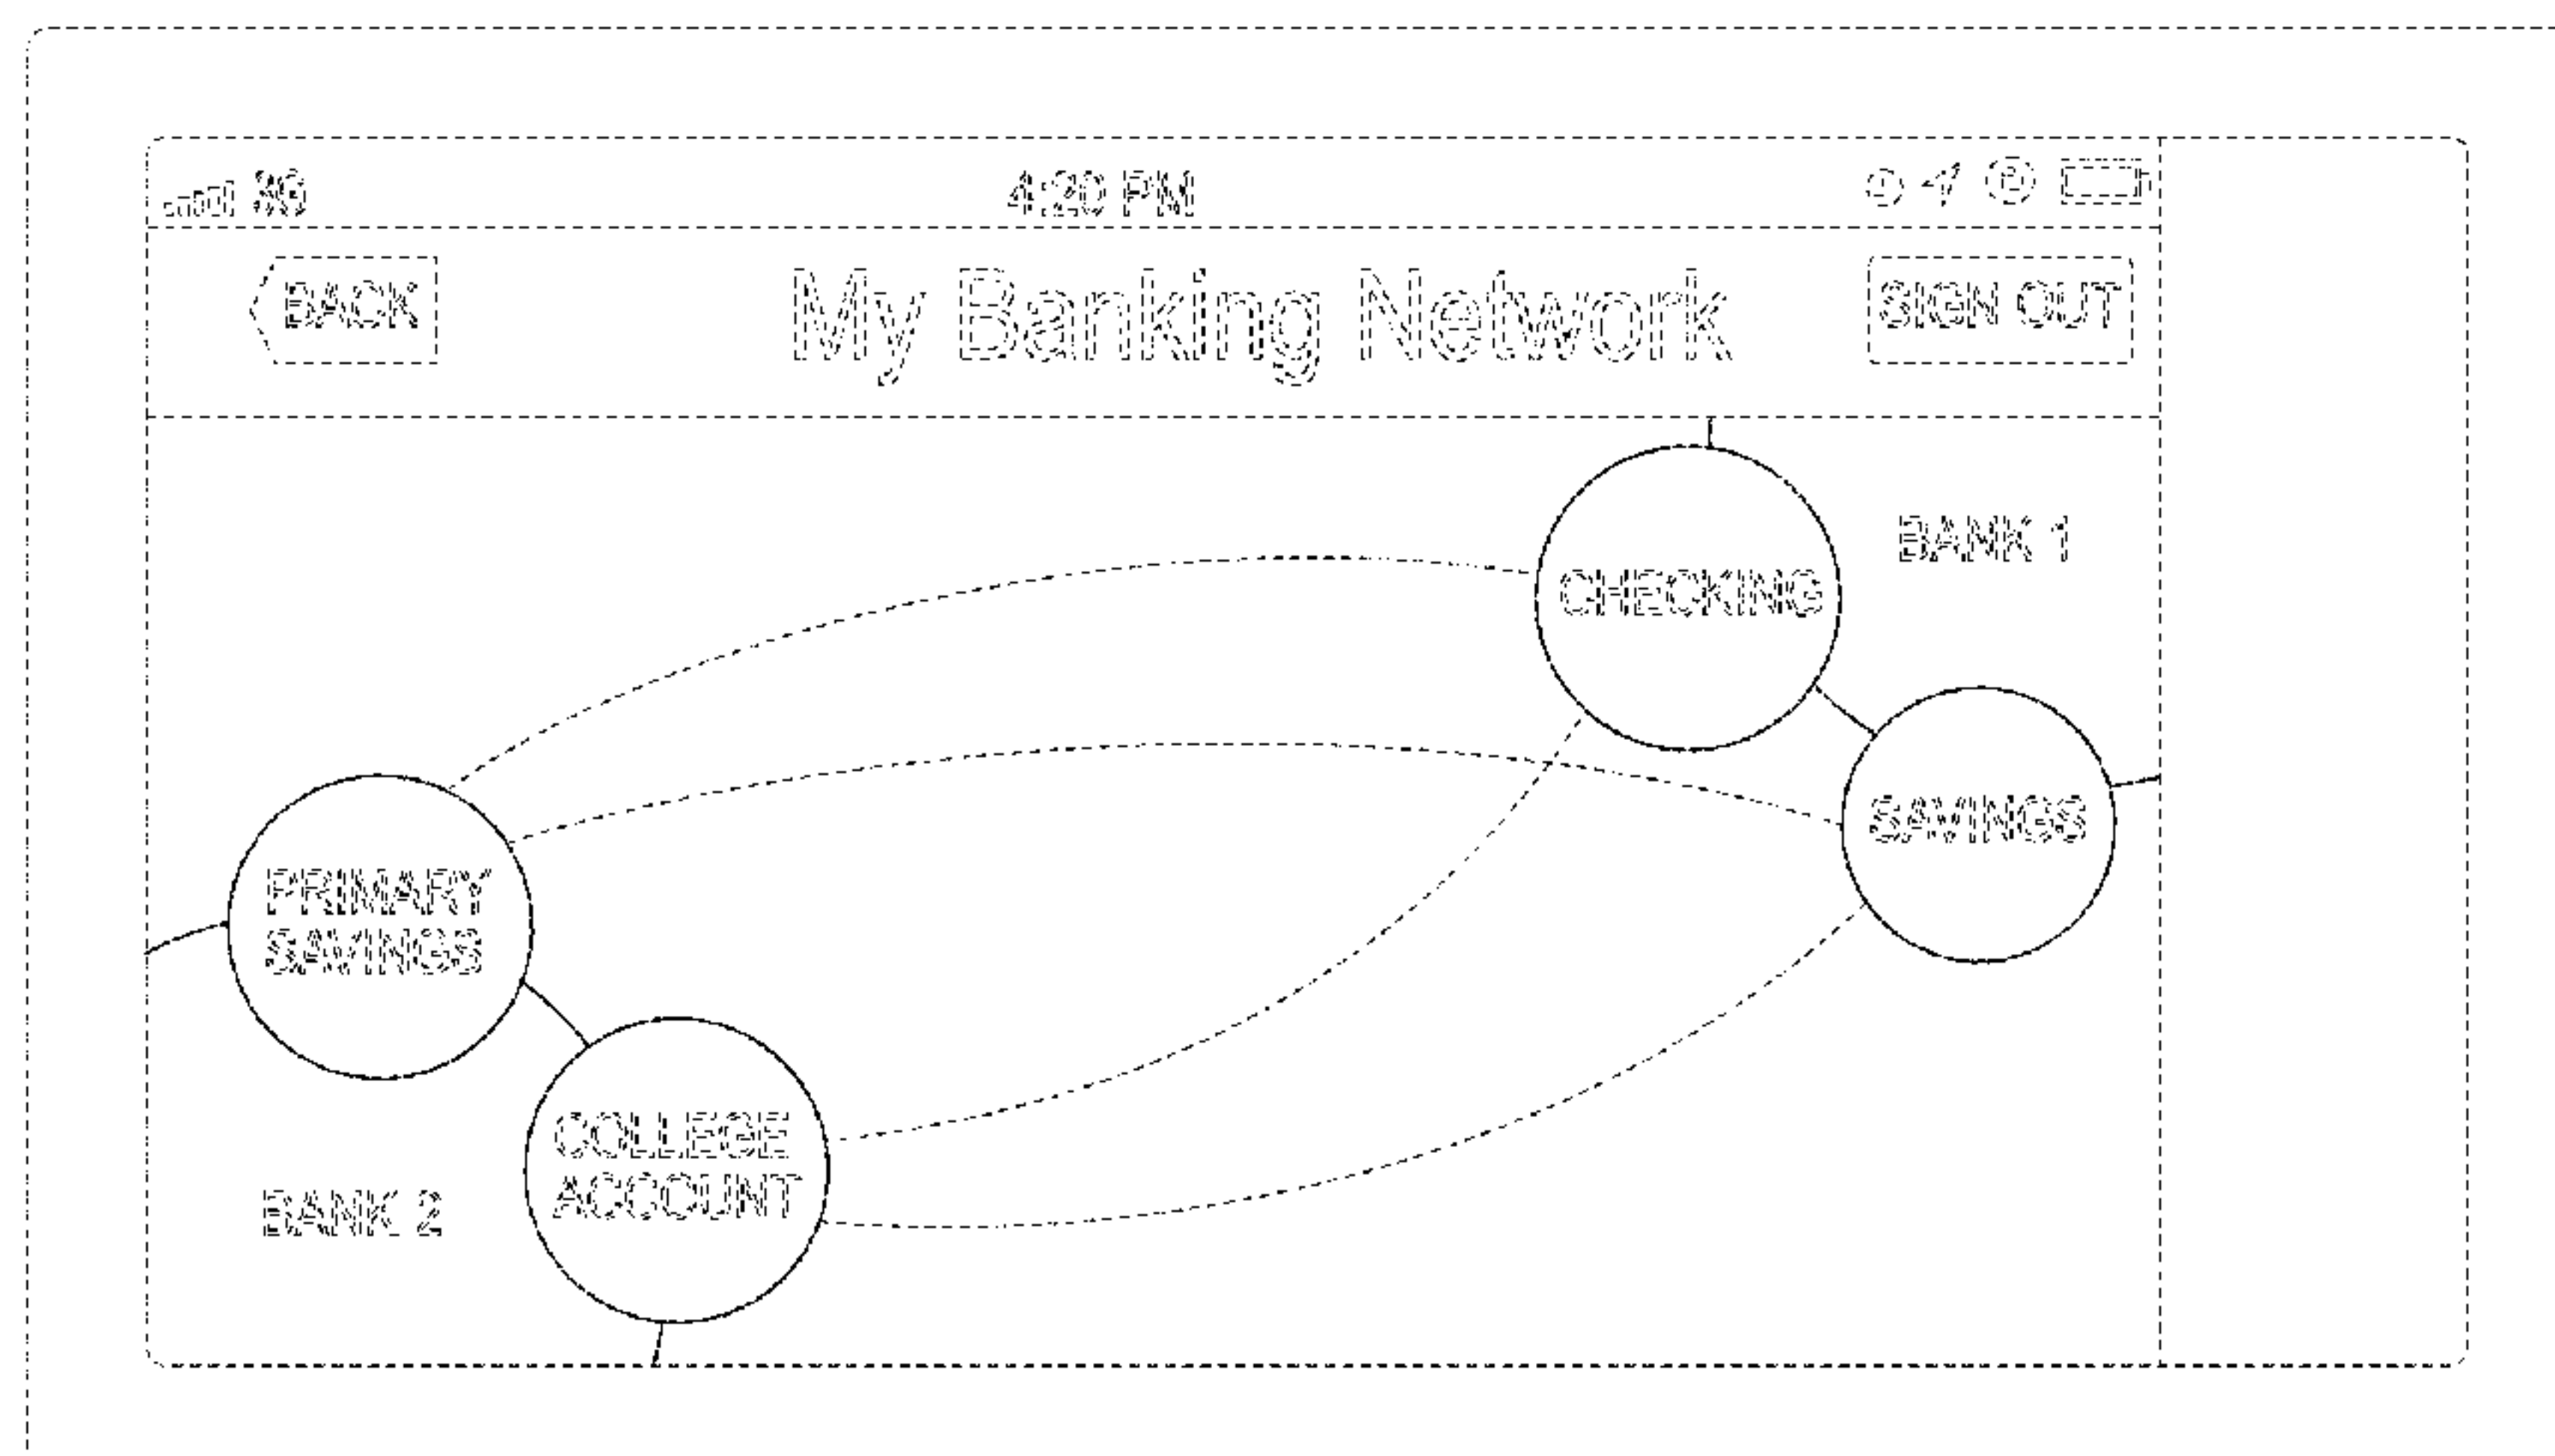 3G
4:20 PM
BACK
My Banking Network
SIGN OUT
BANK 1
CHECKING
SAVINGS
PRIMARY
SAVINGS
COLLEGE
ACCOUNT
BANK 2